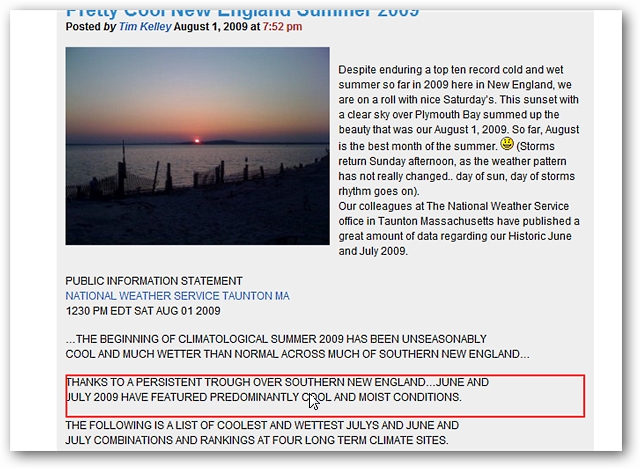 Pretty Cool New England Summer 2009
Posted by Tim Kelley August 1, 2009 at 7:52 pm
Despite enduring a top ten record cold and wet
summer so far in 2009 here in New England, we
are on a roll with nice Saturday's. This sunset with
a clear sky over Plymouth Bay summed up the
beauty that was our August 1, 2009. So far, August
is the best month of the summer. (Storms
return Sunday afternoon, as the weather pattern
has not really changed.. day of sun, day of storms
rhythm goes on).
Our colleagues at The National Weather Service
office in Taunton Massachusetts have published a
great amount of data regarding our Historic June
and July 2009.
PUBLIC INFORMATION STATEMENT
NATIONAL WEATHER SERVICE TAUNTON MA
1230 PM EDT SAT AUG 01 2009
…THE BEGINNING OF CLIMATOLOGICAL SUMMER 2009 HAS BEEN UNSEASONABLY
COOL AND MUCH WETTER THAN NORMAL ACROSS MUCH OF SOUTHERN NEW ENGLAND…
THANKS TO A PERSISTENT TROUGH OVER SOUTHERN NEW ENGLAND…JUNE AND
JULY 2009 HAVE FEATURED PREDOMINANTLY COOL AND MOIST CONDITIONS.
THE FOLLOWING IS A LIST OF COOLEST AND WETTEST JULYS AND JUNE AND
JULY COMBINATIONS AND RANKINGS AT FOUR LONG TERM CLIMATE SITES.